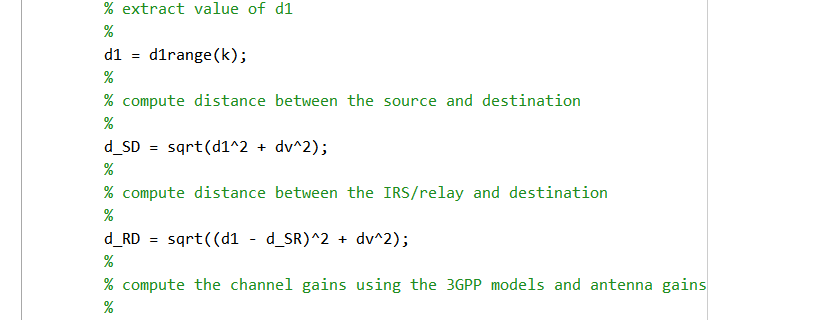 % extract value of d1
%
d1 = d1range(k);
%
% compute distance between the source and destination
%
d_SD = sqrt(d1^2 + dv^2);
%
% compute distance between the IRS/relay and destination
%
d_RD = sqrt((d1 - d_SR)^2 + dv^2);
%
% compute the channel gains using the 3GPP models and antenna gains
%